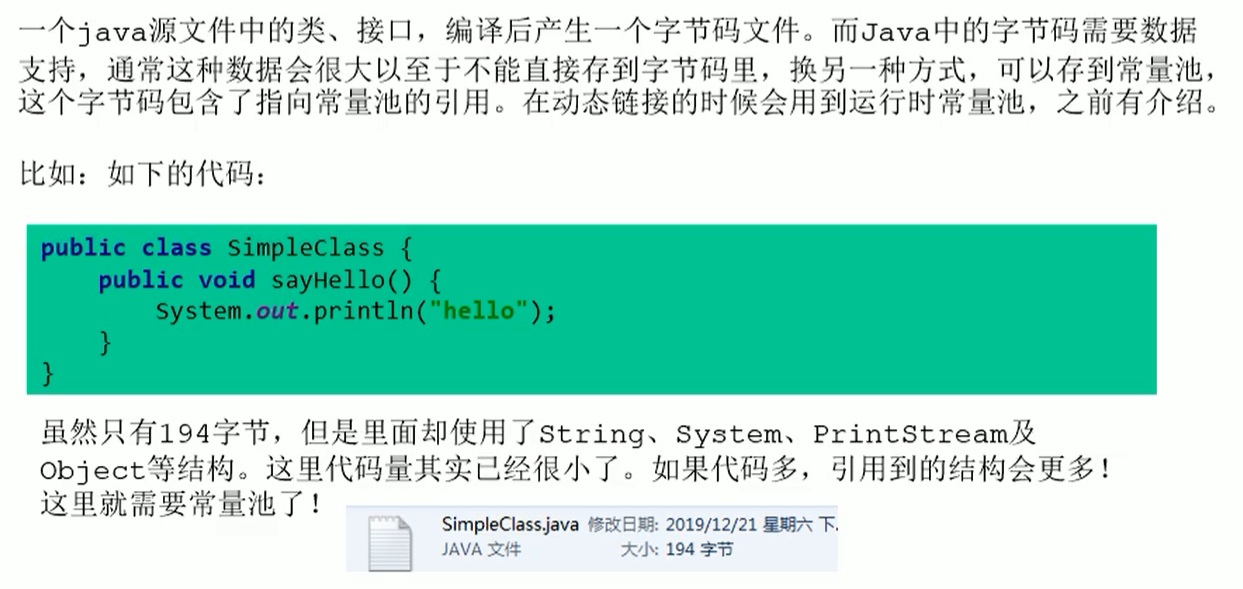 一个java源文件中的类、接口，编译后产生一个字节码文件。而Java中的字节码需要数据
支持，通常这种数据会很大以至于不能直接存到字节码里，换另一种方式，可以存到常量池，
这个字节码包含了指向常量池的引用。在动态链接的时候会用到运行时常量池，之前有介绍。
比如：如下的代码：
public class SimpleClass {
    public void sayHello() {
        System.out.println("hello");
    }
}
虽然只有194字节，但是里面却使用了String、System、PrintStream及
Object等结构。这里代码量其实已经很小了。如果代码多，引用到的结构会更多！
这里就需要常量池了！
SimpleClass.java 修改日期: 2019/12/21 星期六 下.
JAVA 文件 大小: 194 字节